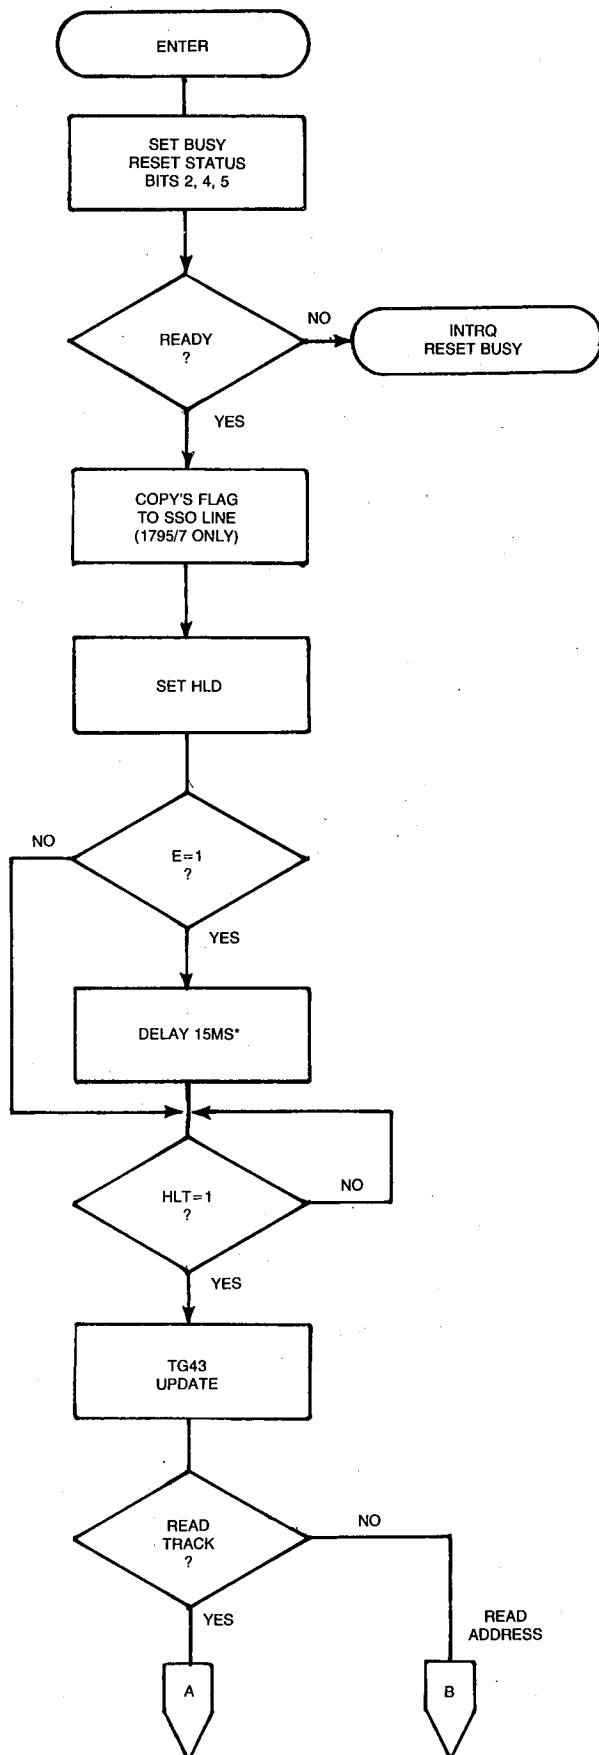 ENTER
SET BUSY
RESET STATUS
BITS 2, 4, 5
READY
?
NO
INTRQ
RESET BUSY
YES
COPY'S FLAG
TO SSO LINE
(1795/7 ONLY)
SET HLD
NO
E=1
?
YES
DELAY 15MS*
HLT=1
?
NO
YES
TG43
UPDATE
READ
TRACK
?
NO
YES
READ
ADDRESS
A
B